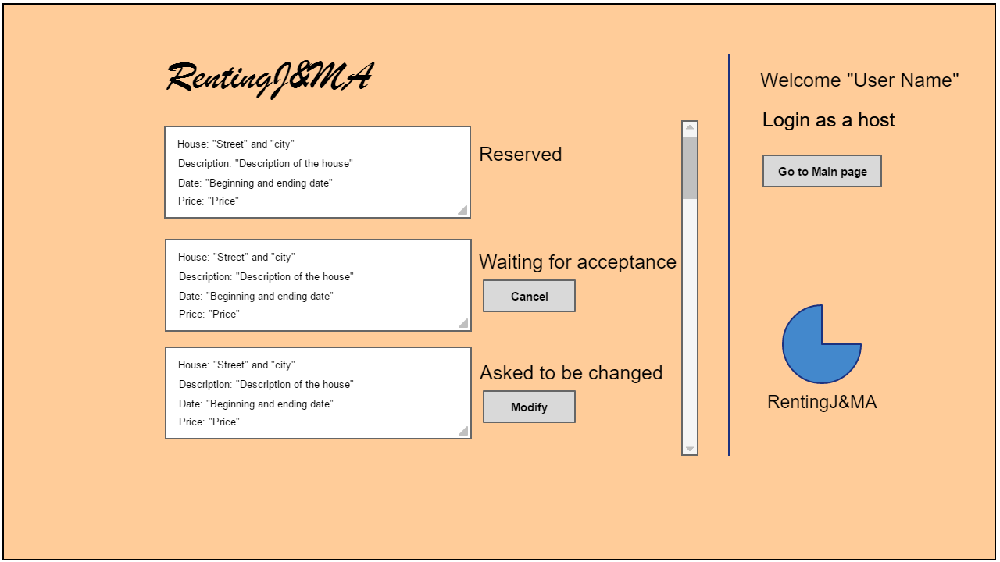 RentingJ&MA
House: "Street" and "city"
Description: "Description of the house"
Date: "Beginning and ending date"
Price: "Price"
Reserved
House: "Street" and "city"
Description: "Description of the house"
Date: "Beginning and ending date"
Price: "Price"
Waiting for acceptance
Cancel
House: "Street" and "city"
Description: "Description of the house"
Date: "Beginning and ending date"
Price: "Price"
Asked to be changed
Modify
Welcome "User Name"
Login as a host
Go to Main page
RentingJ&MA